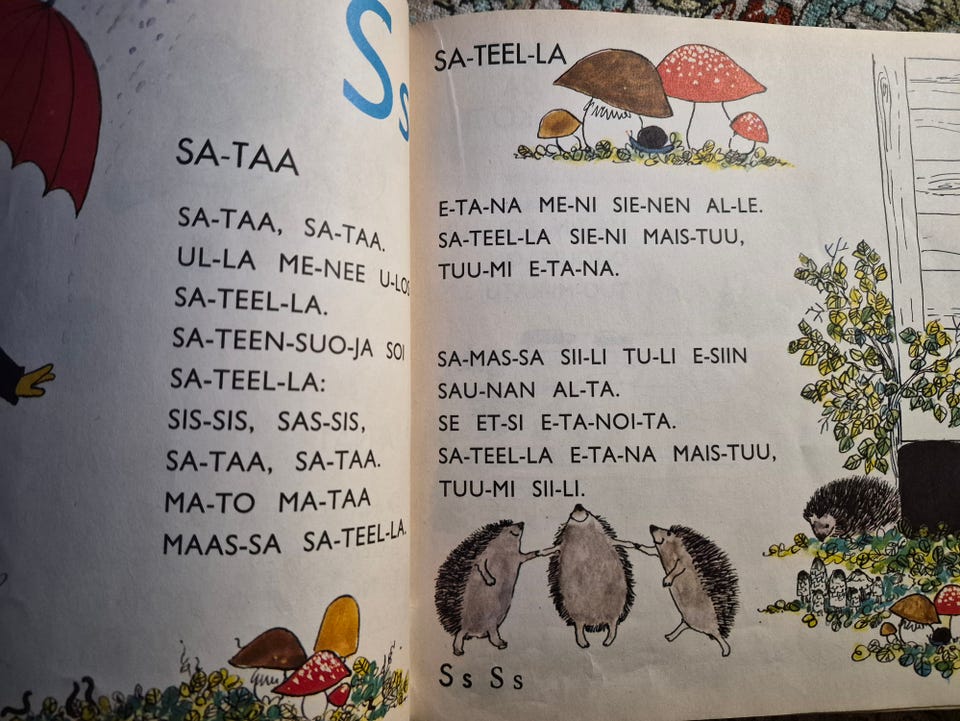 Ss
SA-TAA
SA-TAA, SA-TAA.
UL-LA ME-NEE U-LOS
SA-TEEL-LA.
SA-TEEN-SUO-JA SOI
SA-TEEL-LA:
SIS-SIS, SAS-SIS,
SA-TAA, SA-TAA.
MA-TO MA-TAA
MAAS-SA SA-TEEL-LA.
SA-TEEL-LA
E-TA-NA ME-NI SIE-NEN AL-LE.
SA-TEEL-LA SIE-NI MAIS-TUU,
TUU-MI E-TA-NA.
SA-MAS-SA SII-LI TU-LI E-SIIN
SAU-NAN AL-TA.
SE ET-SI E-TA-NOI-TA.
SA-TEEL-LA E-TA-NA MAIS-TUU,
TUU-MI SII-LI.
Ss Ss